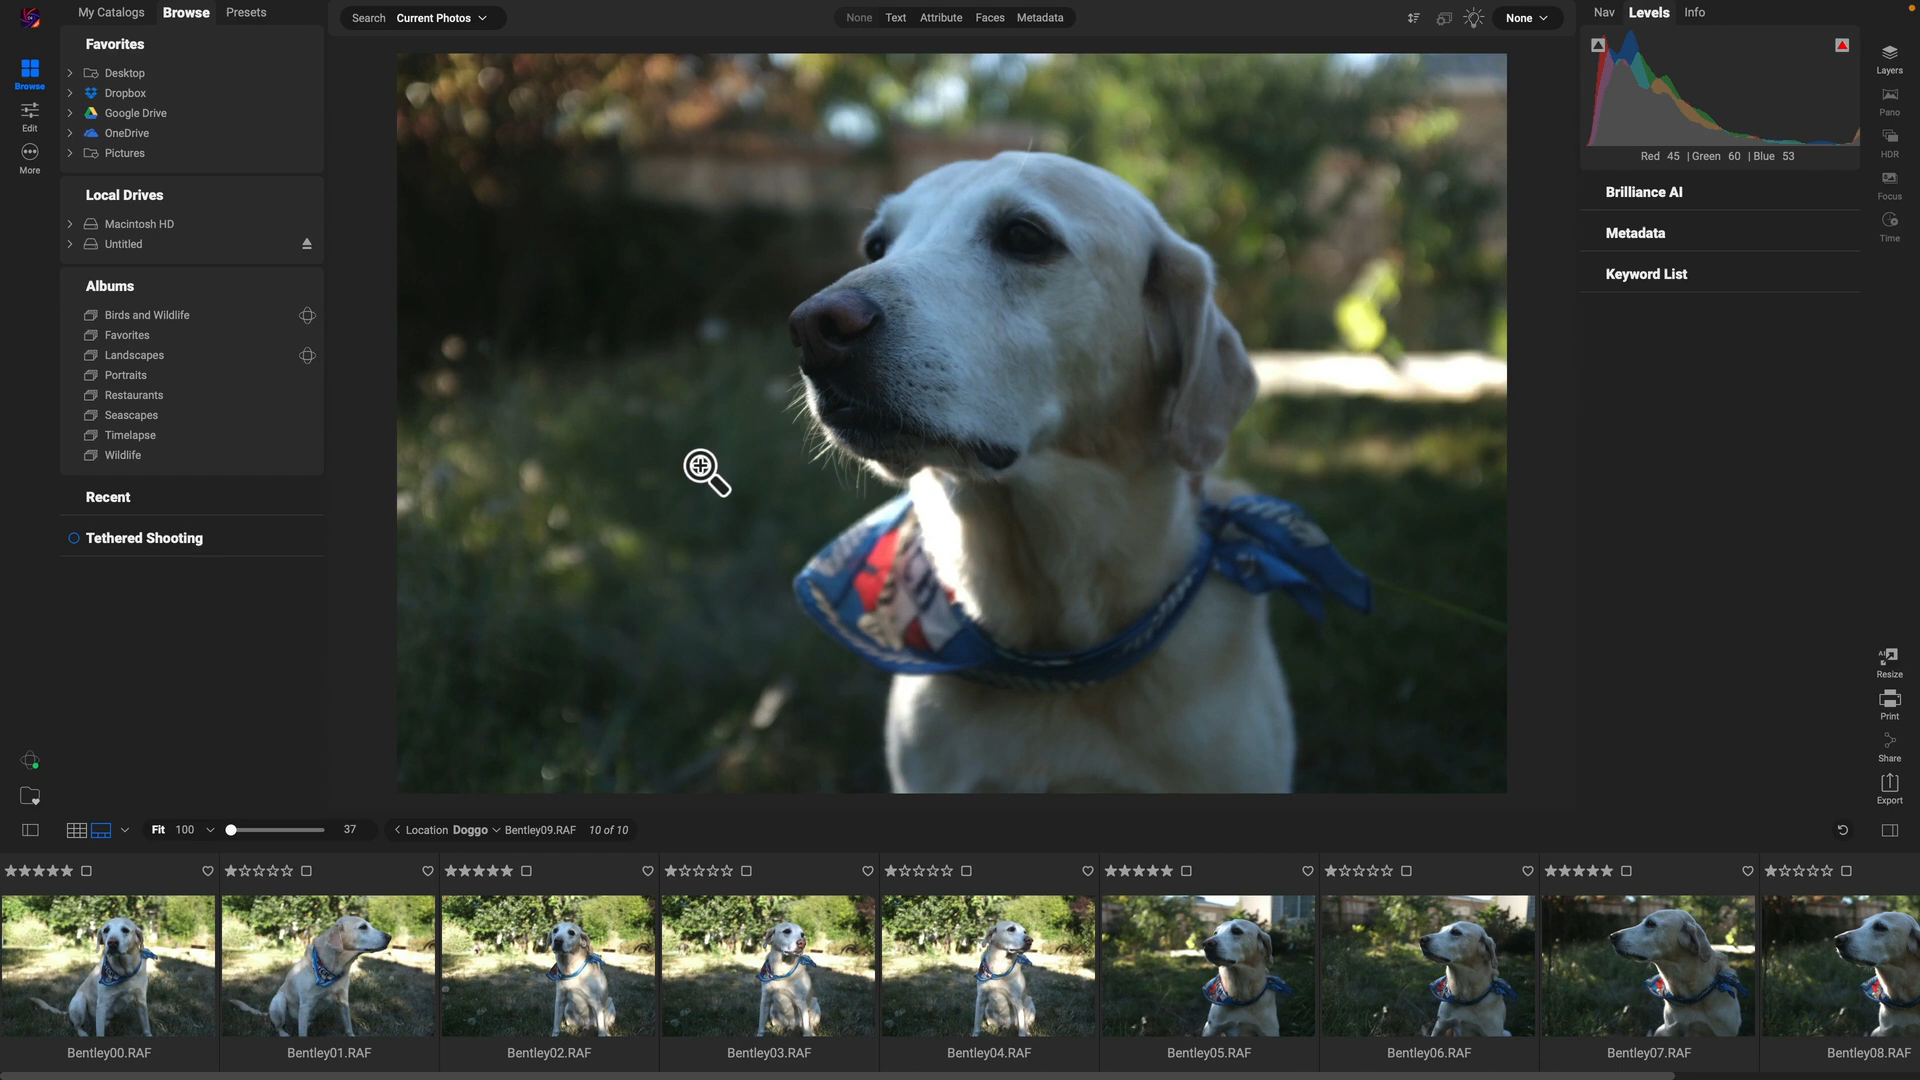 My Catalogs Browse Presets
Search Current Photos
None Text Attribute Faces Metadata
None
Nav Levels Info
Favorites
Desktop
Dropbox
Google Drive
OneDrive
Pictures
Browse
Edit
More
Local Drives
Macintosh HD
Untitled
Albums
Birds and Wildlife
Favorites
Landscapes
Portraits
Restaurants
Seascapes
Timelapse
Wildlife
Recent
Tethered Shooting
Red 45 | Green 60 | Blue 53
Brilliance AI
Metadata
Keyword List
Layers
Pano
HDR
Focus
Time
AI
Resize
Print
Share
Export
Fit 100 37 Location Doggo Bentley09.RAF 10 of 10
Bentley00.RAF Bentley01.RAF Bentley02.RAF Bentley03.RAF Bentley04.RAF Bentley05.RAF Bentley06.RAF Bentley07.RAF Bentley08.RAF